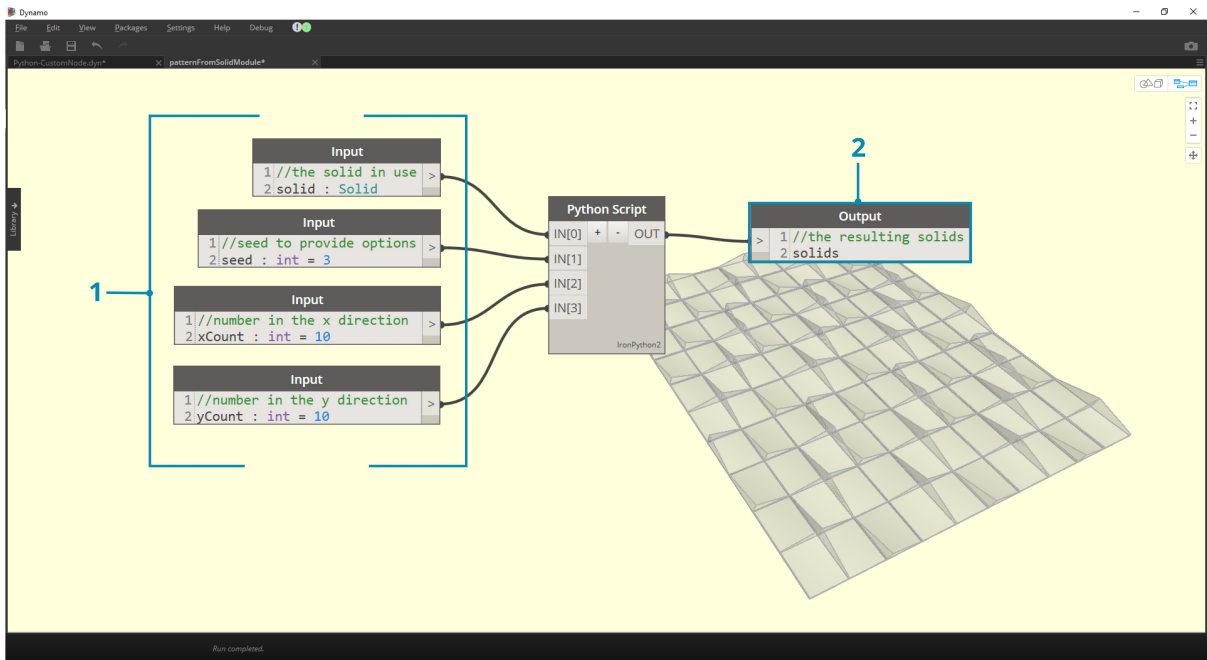 Dynamo
File Edit View Packages Settings Help Debug
Python-CustomNode.dyn* patternFromSolidModule*
Library
1
Input
1 //the solid in use >
2 solid : Solid
Input
1 //seed to provide options >
2 seed : int = 3
Input
1 //number in the x direction >
2 xCount : int = 10
Input
1 //number in the y direction >
2 yCount : int = 10
Python Script
IN[0] + - OUT
IN[1]
IN[2]
IN[3]
IronPython2
2
Output
> 1 //the resulting solids
2 solids
Run completed.